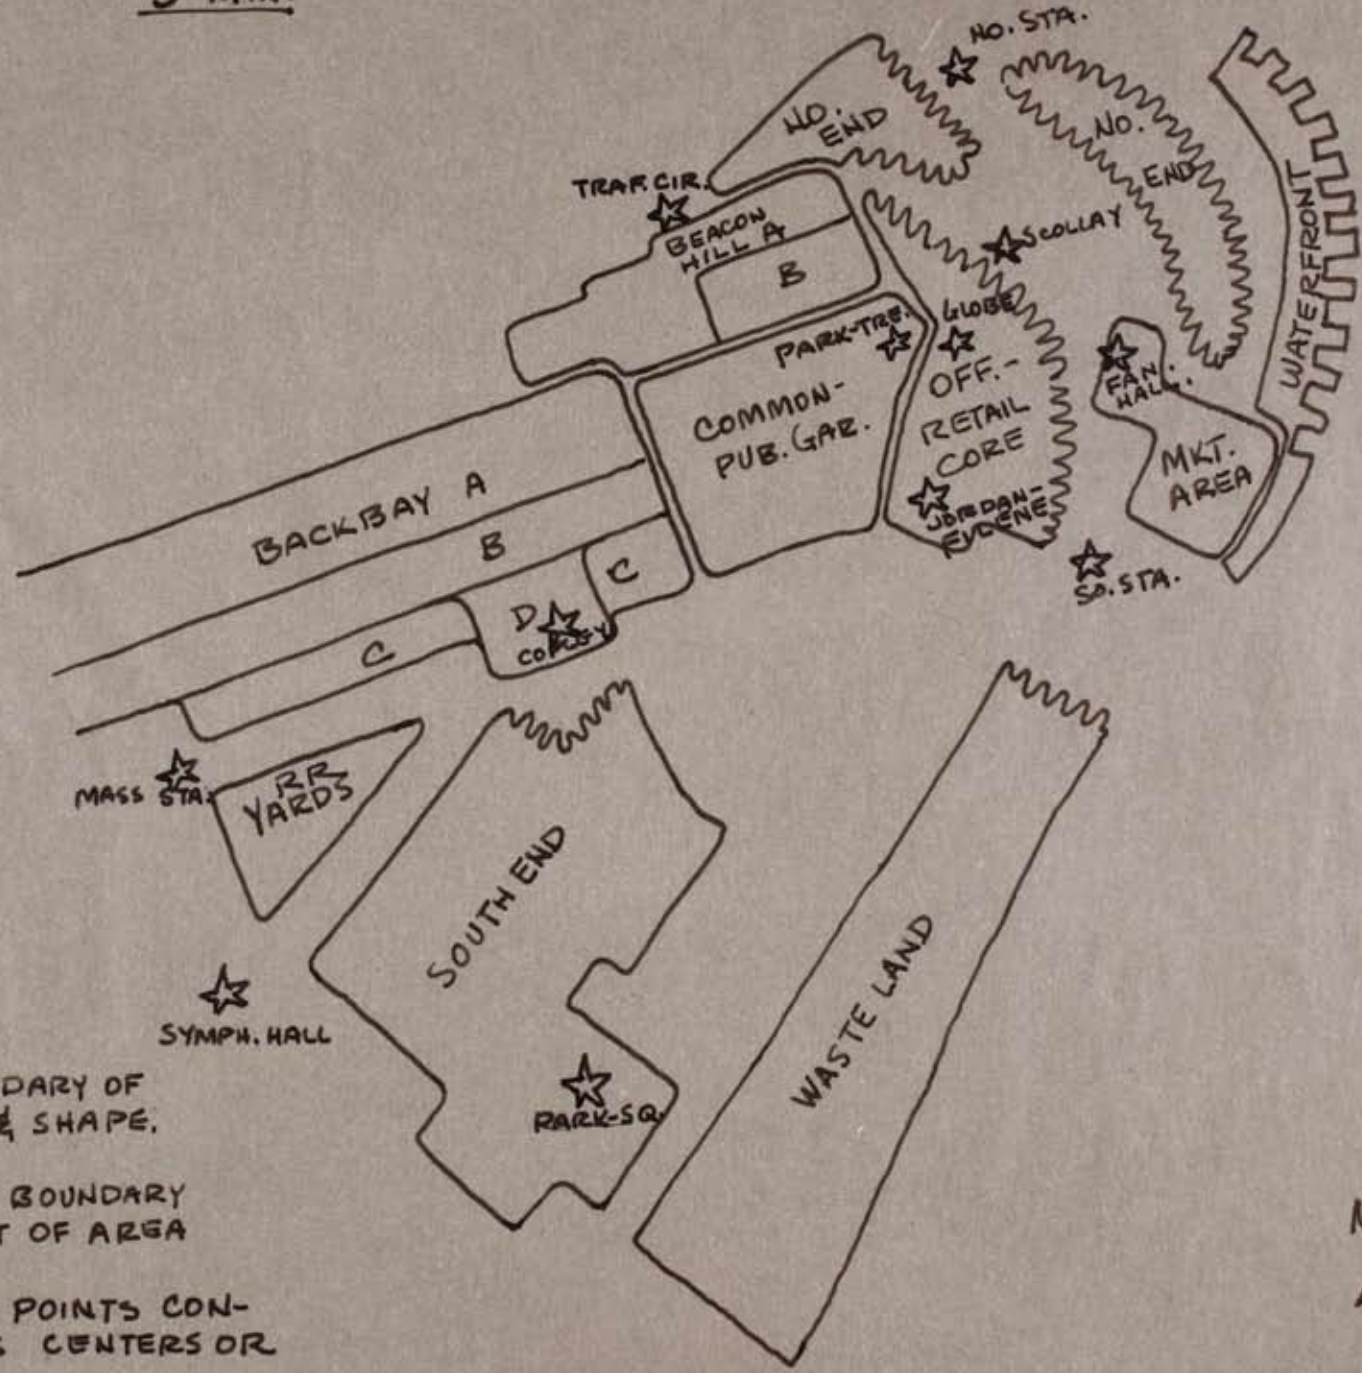 NO. STA.
NO.
END
NO.
END
TRAF. CIR.
BEACON
HILL A
B
SCOLLAY
WATERFRONT
GLOBE
PARK-TRE.
OFF.-
RETAIL
CORE
FAN.
HALL.
COMMON-
PUB. GAR.
MKT.
AREA
BACKBAY A
B
C
JORDAN-
SO. STA.
D
COPLEY
C
MASS STA.
RR
YARDS
SOUTH END
WASTE LAND
SYMPH. HALL
PARK-SQ.
DARY OF
& SHAPE.
BOUNDARY
T OF AREA
POINTS CON-
CENTERS OR